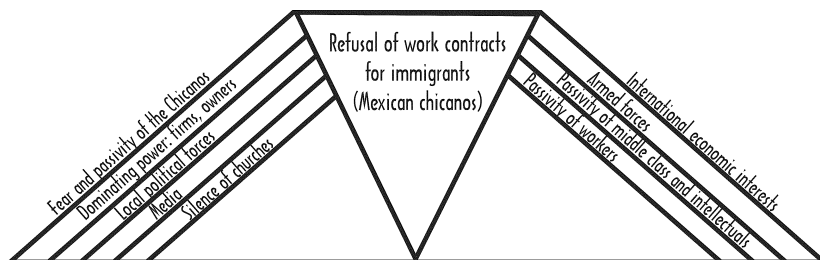 Refusal of work contracts
for immigrants
(Mexican chicanos)
Fear and passivity of the Chicanos
Dominating power: firms, owners
Local political forces
Media
Silence of churches
International economic interests
Armed forces
Passivity of middle class and intellectuals
Passivity of workers